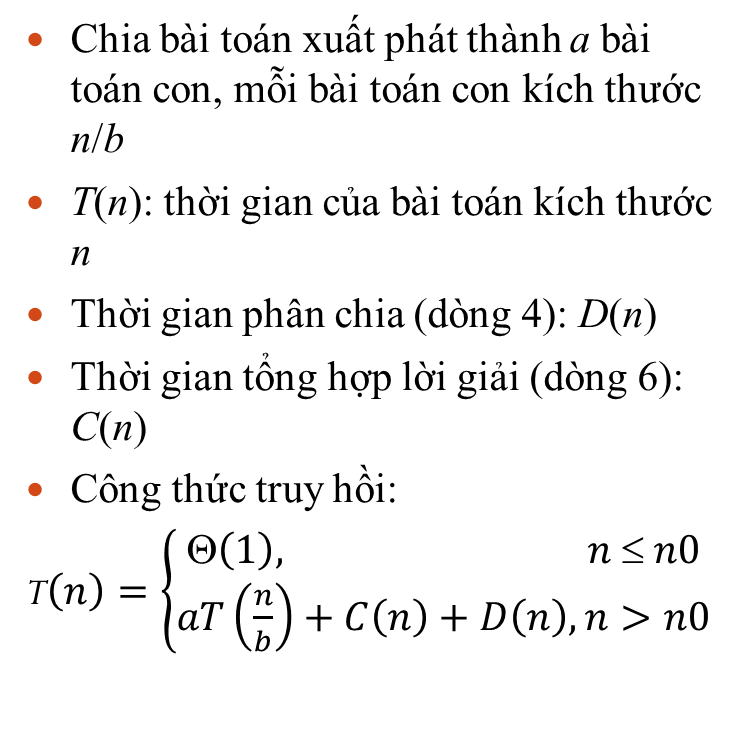 • Chia bài toán xuất phát thành a bài
toán con, mỗi bài toán con kích thước
n/b
• T(n): thời gian của bài toán kích thước
n
• Thời gian phân chia (dòng 4): D(n)
• Thời gian tổng hợp lời giải (dòng 6):
C(n)
• Công thức truy hồi:
T(n) = { Θ(1), n ≤ n0
aT(n/b) + C(n) + D(n), n > n0